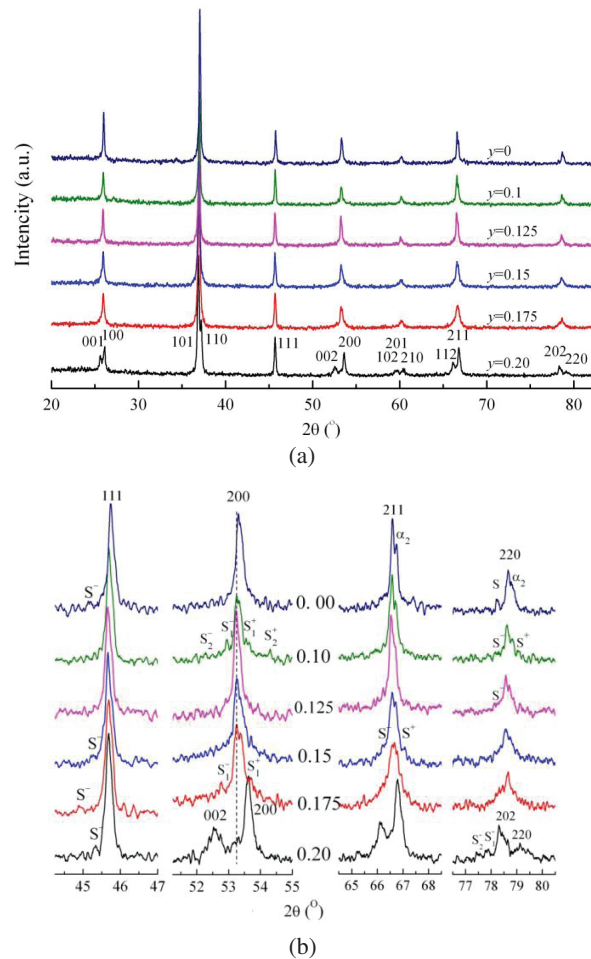 Intencity (a.u.)
y=0
y=0.1
y=0.125
y=0.15
y=0.175
y=0.20
001 100 101 110 111 002 200 201 102 210 211 112 202 220
20 30 40 50 60 70 80
2θ (º)
(a)
111 200 211 220
α2
S⁻ S α2
0. 00
S2⁻ S⁻ S1⁺ S2⁺ S⁻ S⁺
0.10
S⁻
0.125
S⁻ S⁻ S⁺
0.15
S⁻ S1⁻ S1⁺
0.175
S⁻ 002 200 202 220
S2⁻ S1⁻
0.20
45 46 47 52 53 54 55 65 66 67 68 77 78 79 80
2θ (º)
(b)